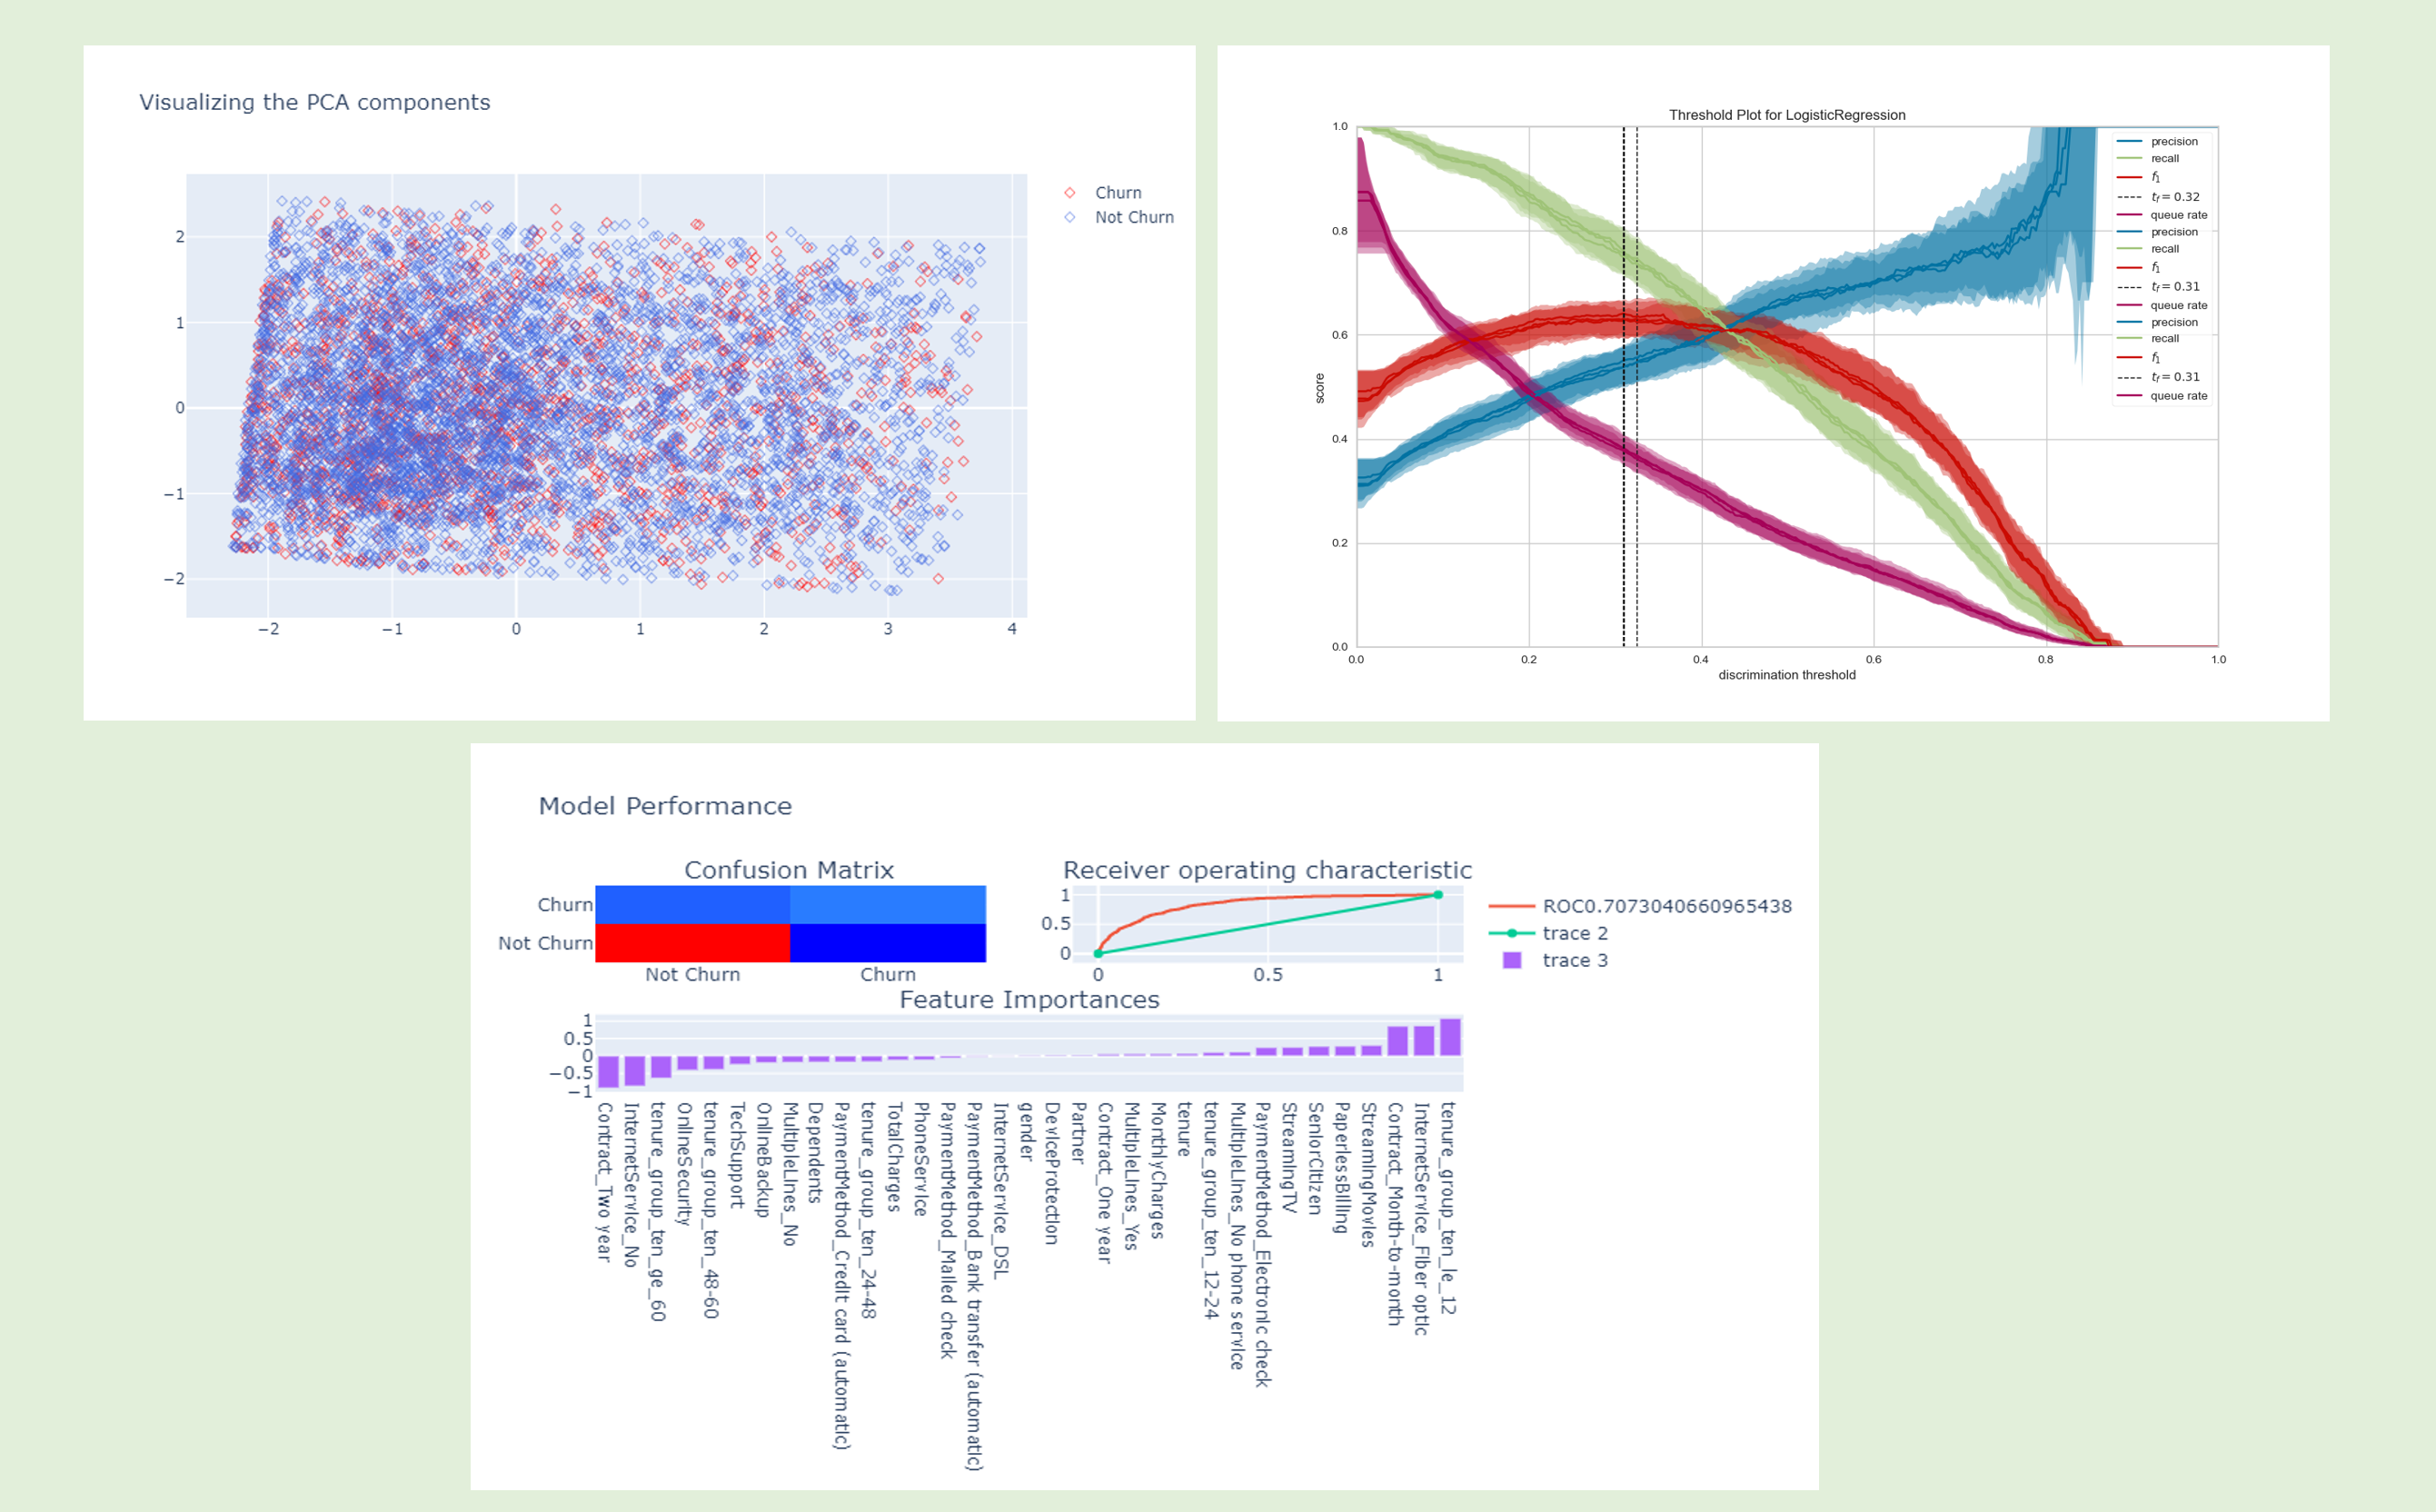 Visualizing the PCA components
Churn
Not Churn
2
1
0
−1
−2
−2
−1
0
1
2
3
4
Threshold Plot for LogisticRegression
1.0
0.8
0.6
0.4
0.2
0.0
score
0.0
0.2
0.4
0.6
0.8
1.0
discrimination threshold
precision
recall
f1
tf = 0.32
queue rate
precision
recall
f1
tf = 0.31
queue rate
precision
recall
f1
tf = 0.31
queue rate
Model Performance
Confusion Matrix
Churn
Not Churn
Not Churn
Churn
Receiver operating characteristic
1
0.5
0
0
0.5
1
ROC0.7073040660965438
trace 2
trace 3
Feature Importances
1
0.5
0
−0.5
−1
Contract_Two year
InternetService_No
tenure_group_ten_ge_60
OnlineSecurity
tenure_group_ten_48-60
TechSupport
OnlineBackup
MultipleLines_No
Dependents
PaymentMethod_Credit card (automatic)
tenure_group_ten_24-48
TotalCharges
PhoneService
PaymentMethod_Mailed check
PaymentMethod_Bank transfer (automatic)
InternetService_DSL
gender
DeviceProtection
Partner
Contract_One year
MultipleLines_Yes
MonthlyCharges
tenure
tenure_group_ten_12-24
MultipleLines_No phone service
PaymentMethod_Electronic check
StreamingTV
SeniorCitizen
PaperlessBilling
StreamingMovies
Contract_Month-to-month
InternetService_Fiber optic
tenure_group_ten_le_12